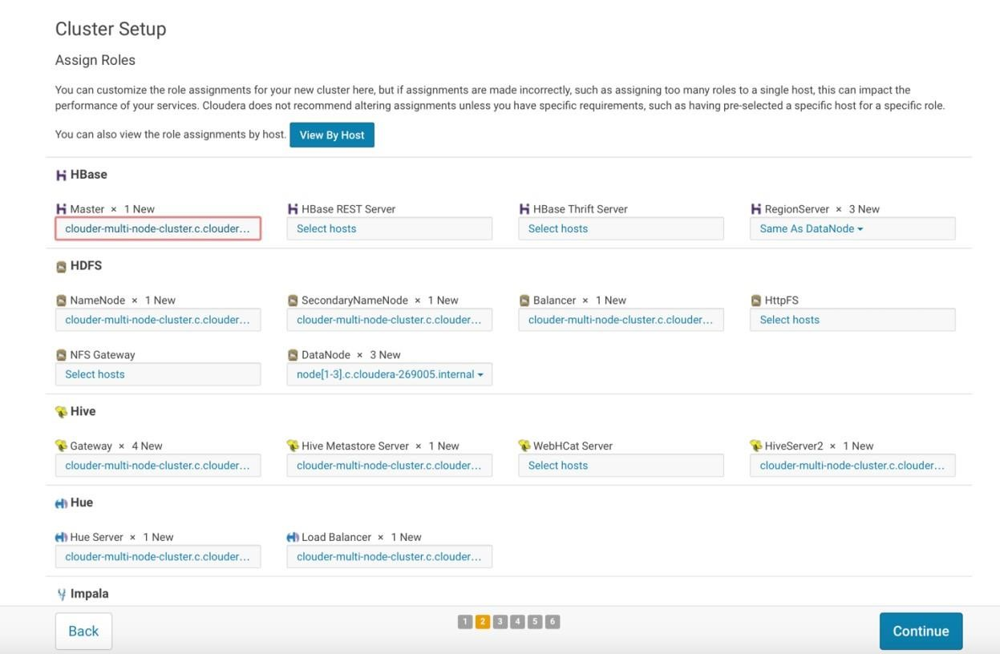 Cluster Setup
Assign Roles
You can customize the role assignments for your new cluster here, but if assignments are made incorrectly, such as assigning too many roles to a single host, this can impact the
performance of your services. Cloudera does not recommend altering assignments unless you have specific requirements, such as having pre-selected a specific host for a specific role.
You can also view the role assignments by host. View By Host
HBase
Master × 1 New HBase REST Server HBase Thrift Server RegionServer × 3 New
clouder-multi-node-cluster.c.clouder... Select hosts Select hosts Same As DataNode
HDFS
NameNode × 1 New SecondaryNameNode × 1 New Balancer × 1 New HttpFS
clouder-multi-node-cluster.c.clouder... clouder-multi-node-cluster.c.clouder... clouder-multi-node-cluster.c.clouder... Select hosts
NFS Gateway DataNode × 3 New
Select hosts node[1-3].c.cloudera-269005.internal
Hive
Gateway × 4 New Hive Metastore Server × 1 New WebHCat Server HiveServer2 × 1 New
clouder-multi-node-cluster.c.clouder... clouder-multi-node-cluster.c.clouder... Select hosts clouder-multi-node-cluster.c.clouder...
Hue
Hue Server × 1 New Load Balancer × 1 New
clouder-multi-node-cluster.c.clouder... clouder-multi-node-cluster.c.clouder...
Impala
Back 1 2 3 4 5 6 Continue